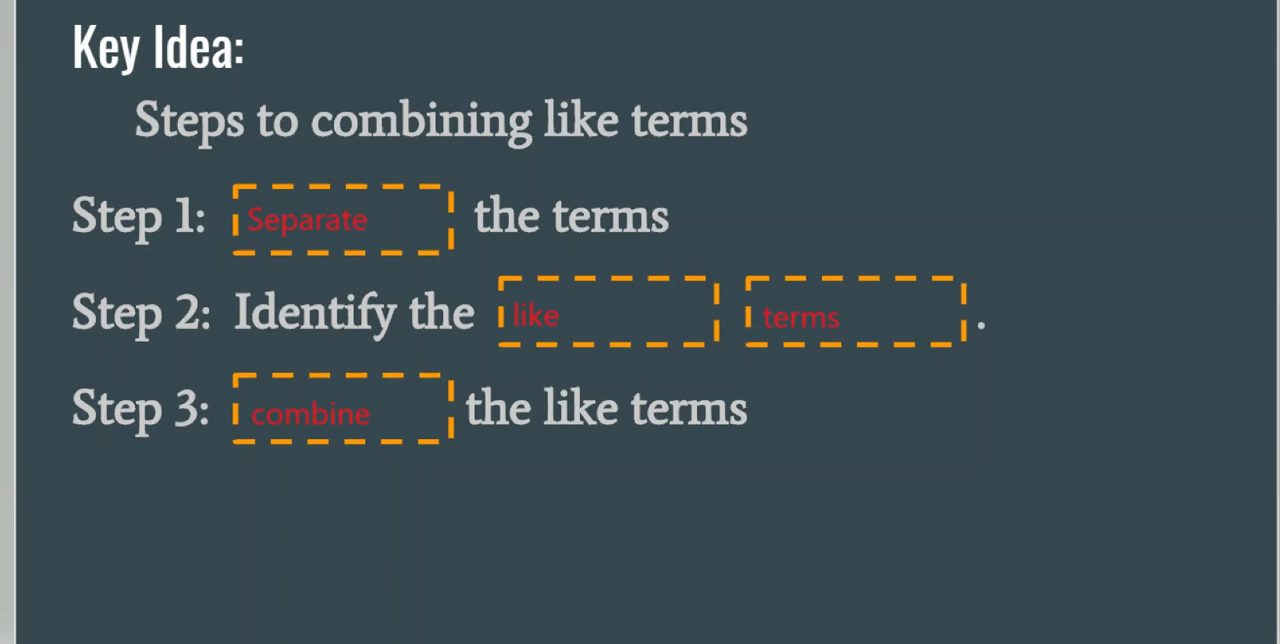 Key Idea:
Steps to combining like terms
Step 1: Separate the terms
Step 2: Identify the like terms .
Step 3: combine the like terms